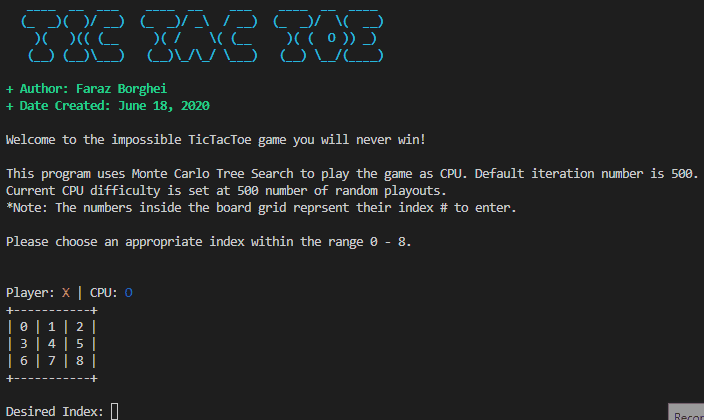 TIC TAC TOE
+ Author: Faraz Borghei
+ Date Created: June 18, 2020
Welcome to the impossible TicTacToe game you will never win!
This program uses Monte Carlo Tree Search to play the game as CPU. Default iteration number is 500.
Current CPU difficulty is set at 500 number of random playouts.
*Note: The numbers inside the board grid reprsent their index # to enter.
Please choose an appropriate index within the range 0 - 8.
Player: X | CPU: O
+-----------+
| 0 | 1 | 2 |
| 3 | 4 | 5 |
| 6 | 7 | 8 |
+-----------+
Desired Index: